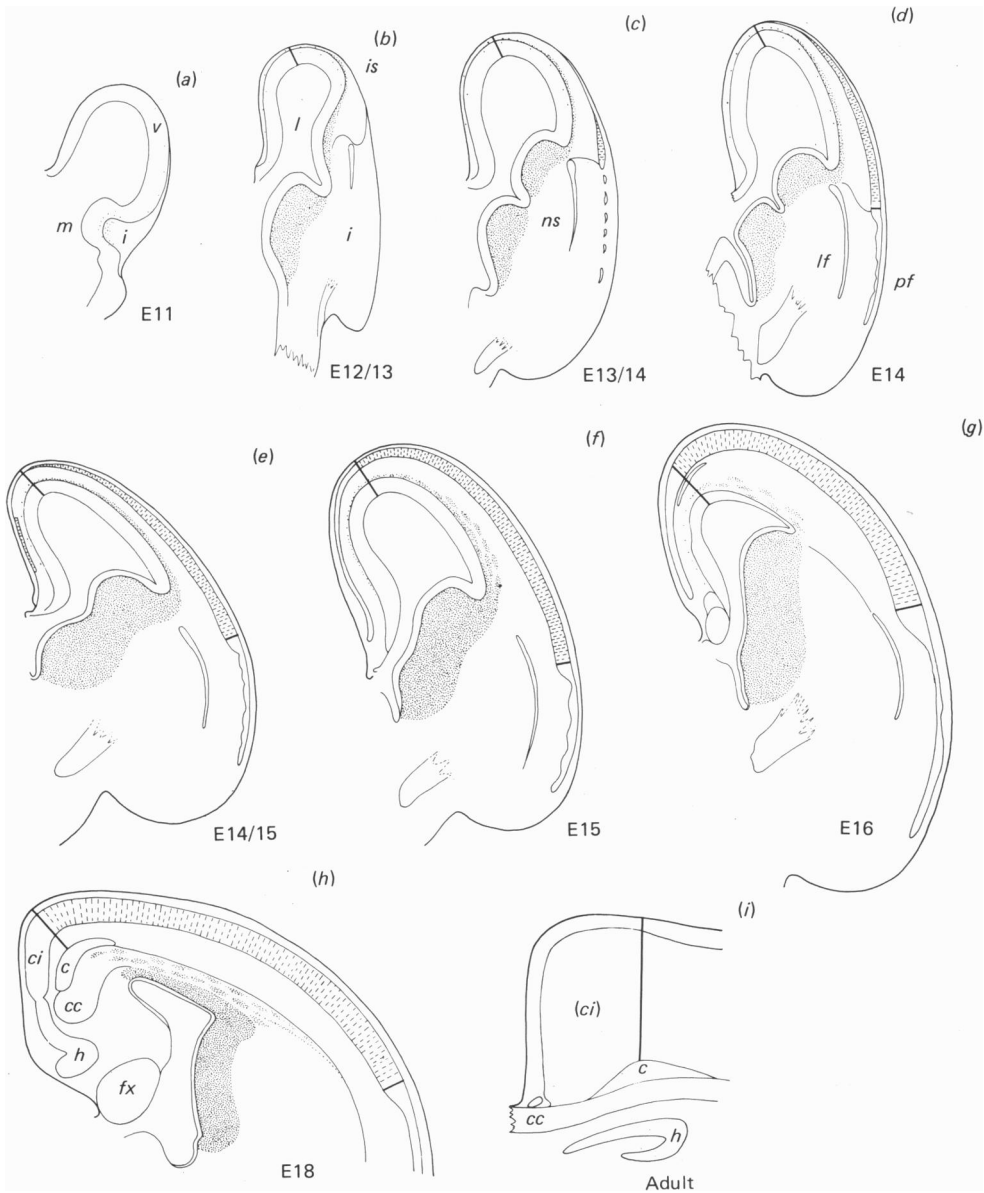 (a)
v
m
i
E11
(b)
is
l
i
E12/13
(c)
ns
E13/14
(d)
lf
pf
E14
(e)
E14/15
(f)
E15
(g)
E16
(h)
ci
c
cc
h
fx
E18
(i)
(ci)
c
cc
h
Adult